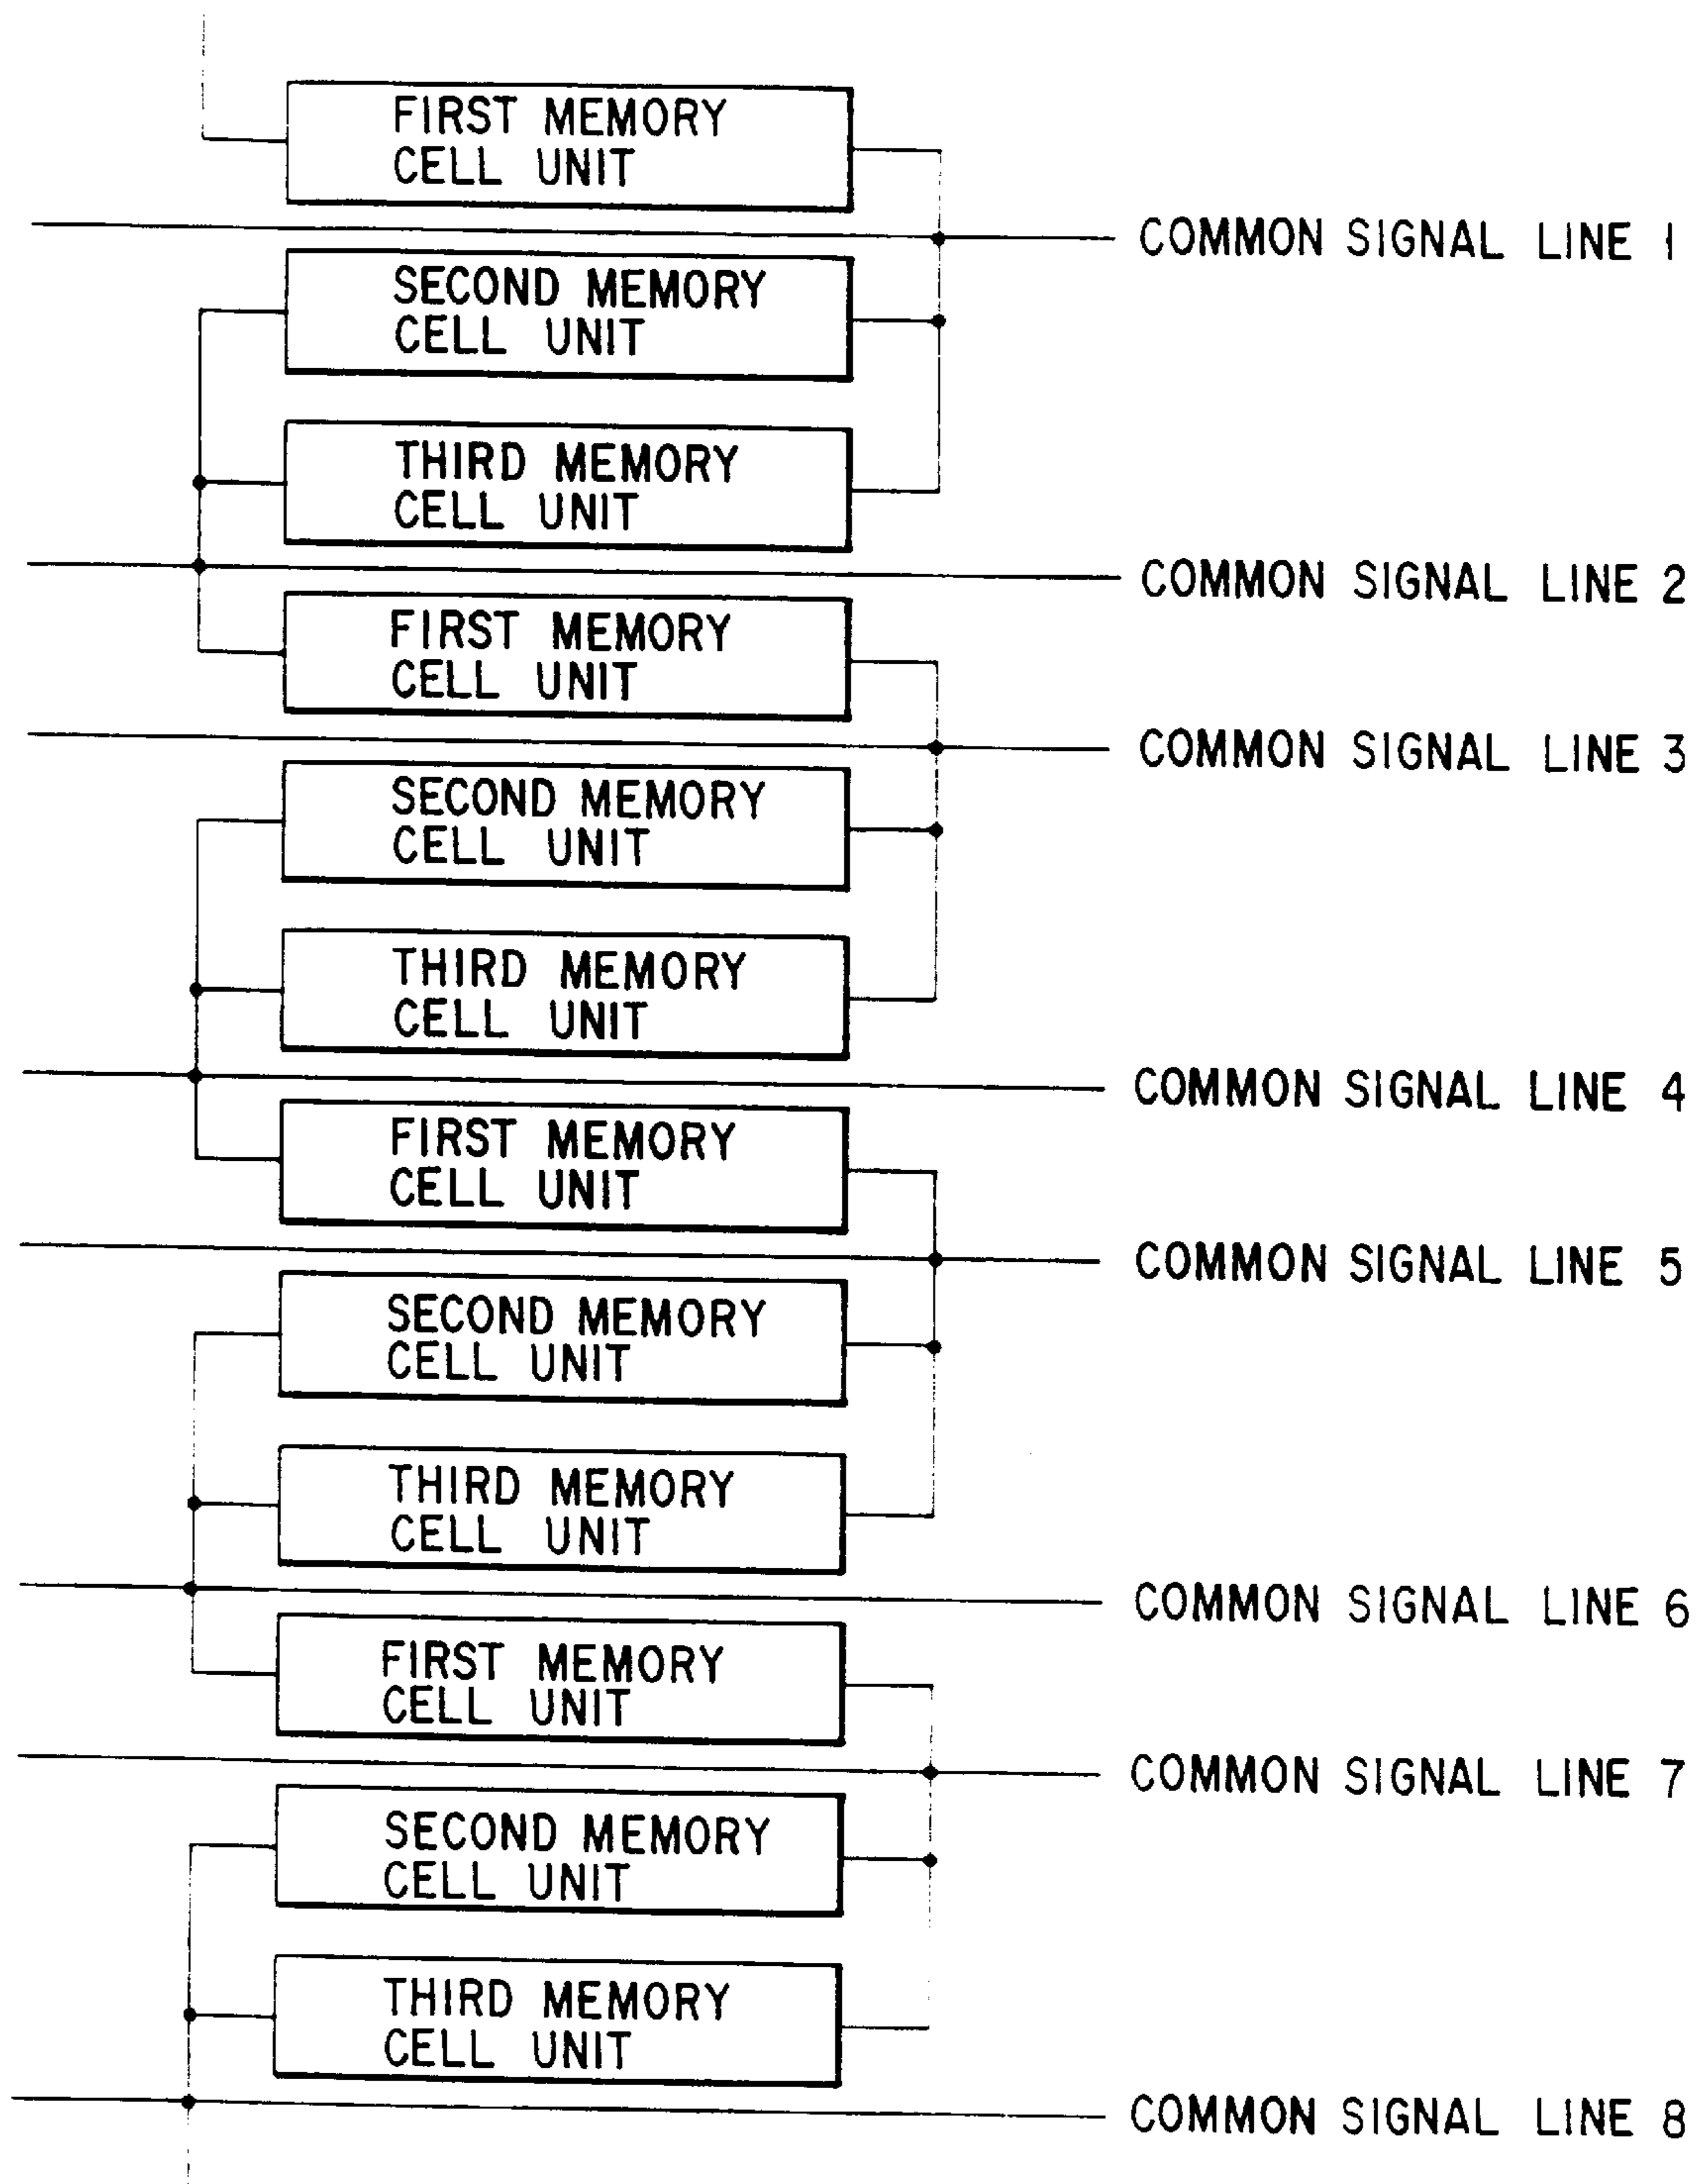 FIRST MEMORY
CELL UNIT
COMMON SIGNAL LINE 1
SECOND MEMORY
CELL UNIT
THIRD MEMORY
CELL UNIT
COMMON SIGNAL LINE 2
FIRST MEMORY
CELL UNIT
COMMON SIGNAL LINE 3
SECOND MEMORY
CELL UNIT
THIRD MEMORY
CELL UNIT
COMMON SIGNAL LINE 4
FIRST MEMORY
CELL UNIT
COMMON SIGNAL LINE 5
SECOND MEMORY
CELL UNIT
THIRD MEMORY
CELL UNIT
COMMON SIGNAL LINE 6
FIRST MEMORY
CELL UNIT
COMMON SIGNAL LINE 7
SECOND MEMORY
CELL UNIT
THIRD MEMORY
CELL UNIT
COMMON SIGNAL LINE 8